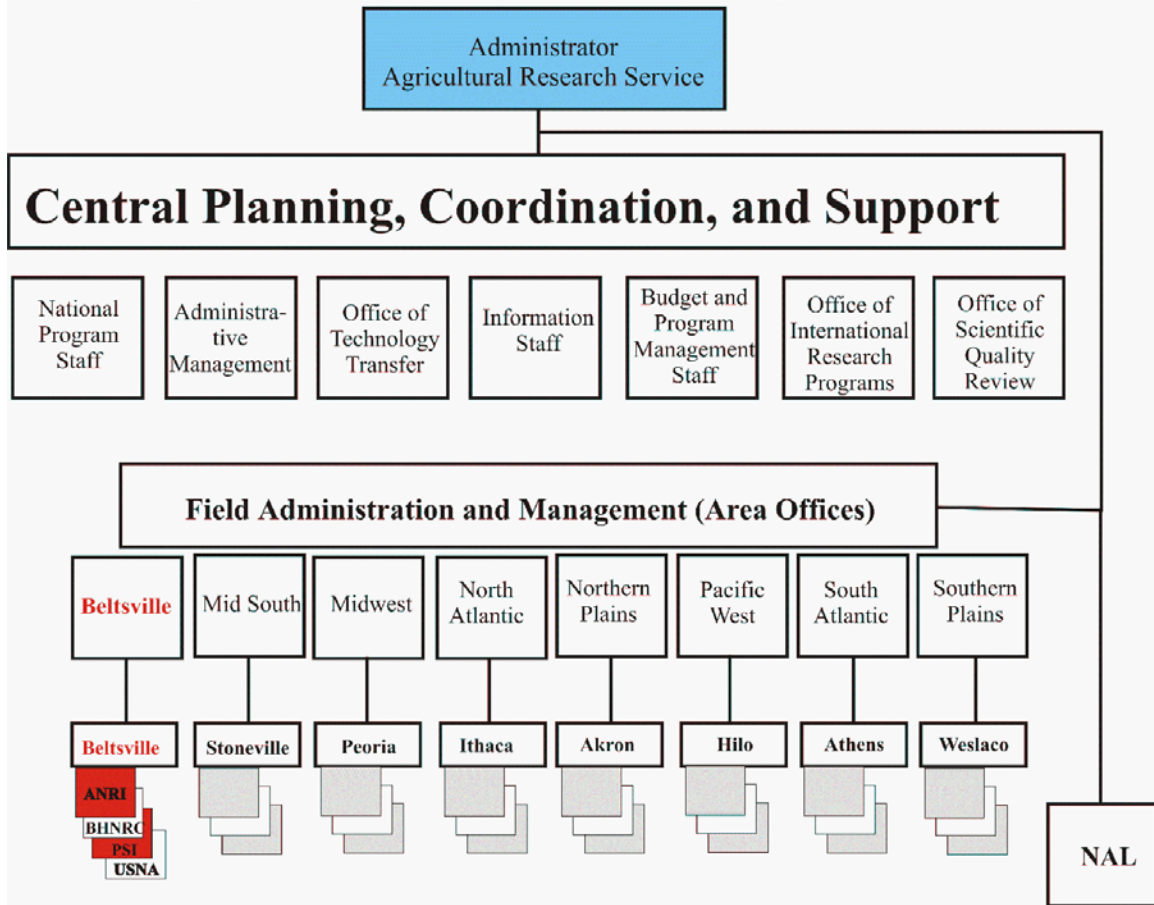 Administrator
Agricultural Research Service
Central Planning, Coordination, and Support
National
Program
Staff
Administra-
tive
Management
Office of
Technology
Transfer
Information
Staff
Budget and
Program
Management
Staff
Office of
International
Research
Programs
Office of
Scientific
Quality
Review
Field Administration and Management (Area Offices)
Beltsville
Mid South
Midwest
North
Atlantic
Northern
Plains
Pacific
West
South
Atlantic
Southern
Plains
Beltsville
Stoneville
Peoria
Ithaca
Akron
Hilo
Athens
Weslaco
ANRI
BHNRC
PSI
USNA
NAL